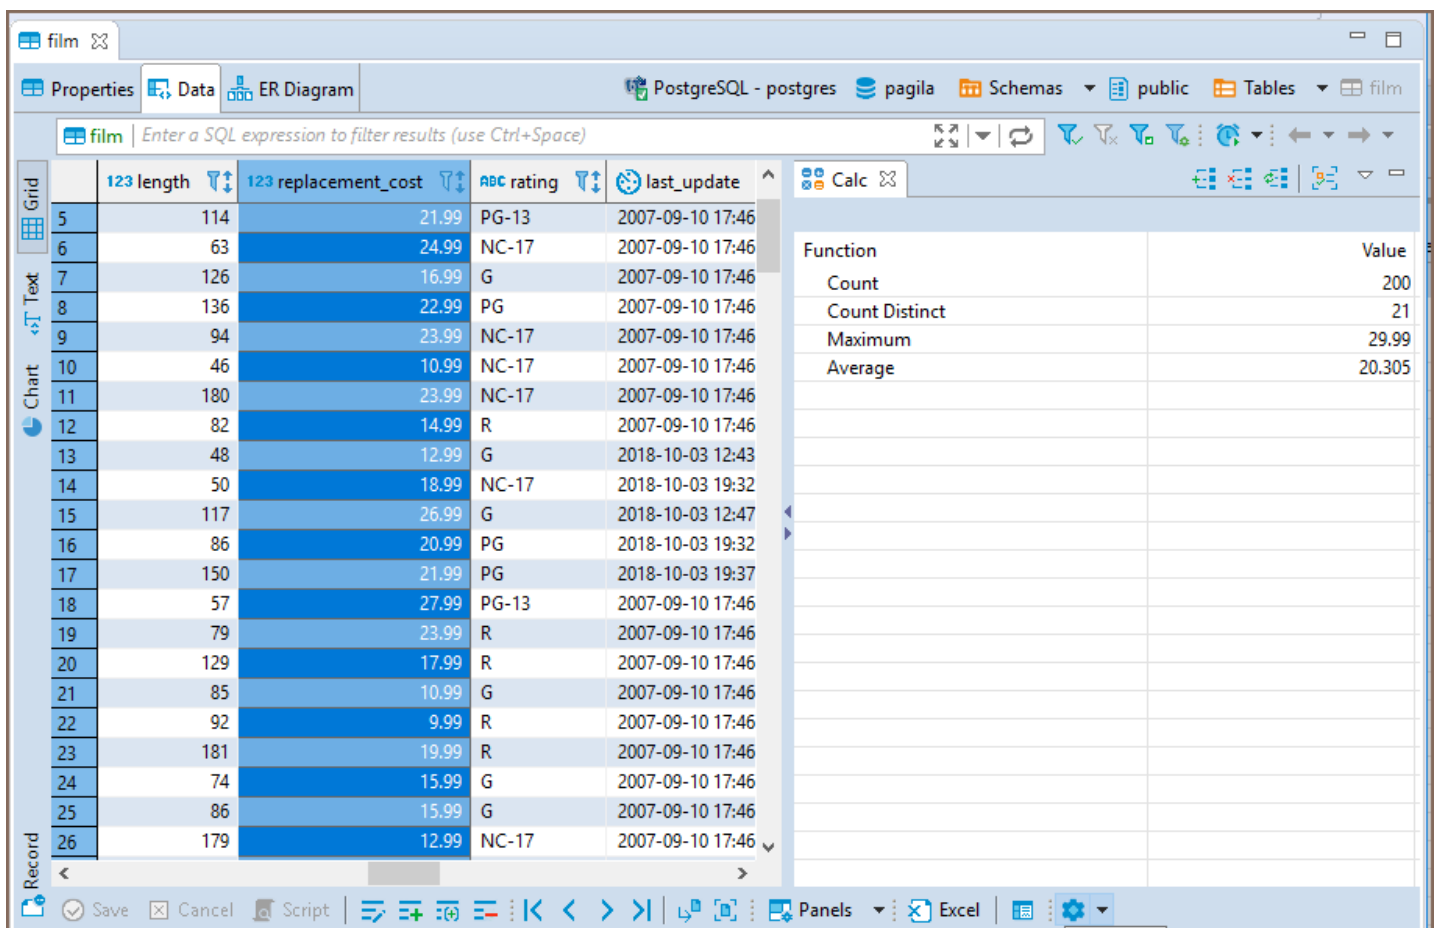 film
Properties Data ER Diagram PostgreSQL - postgres pagila Schemas public Tables film
film Enter a SQL expression to filter results (use Ctrl+Space)
Grid
Text
Chart
Record
123 length 123 replacement_cost ABC rating last_update
5 114 21.99 PG-13 2007-09-10 17:46
6 63 24.99 NC-17 2007-09-10 17:46
7 126 16.99 G 2007-09-10 17:46
8 136 22.99 PG 2007-09-10 17:46
9 94 23.99 NC-17 2007-09-10 17:46
10 46 10.99 NC-17 2007-09-10 17:46
11 180 23.99 NC-17 2007-09-10 17:46
12 82 14.99 R 2007-09-10 17:46
13 48 12.99 G 2018-10-03 12:43
14 50 18.99 NC-17 2018-10-03 19:32
15 117 26.99 G 2018-10-03 12:47
16 86 20.99 PG 2018-10-03 19:32
17 150 21.99 PG 2018-10-03 19:37
18 57 27.99 PG-13 2007-09-10 17:46
19 79 23.99 R 2007-09-10 17:46
20 129 17.99 R 2007-09-10 17:46
21 85 10.99 G 2007-09-10 17:46
22 92 9.99 R 2007-09-10 17:46
23 181 19.99 R 2007-09-10 17:46
24 74 15.99 G 2007-09-10 17:46
25 86 15.99 G 2007-09-10 17:46
26 179 12.99 NC-17 2007-09-10 17:46
Calc
Function Value
Count 200
Count Distinct 21
Maximum 29.99
Average 20.305
Save Cancel Script Panels Excel